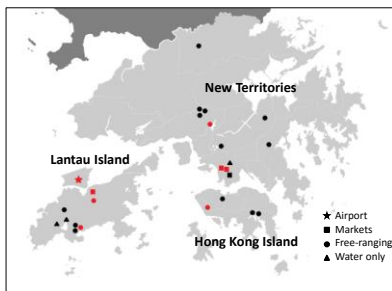 New Territories
Lantau Island
Hong Kong Island
Airport
Markets
Free-ranging
Water only